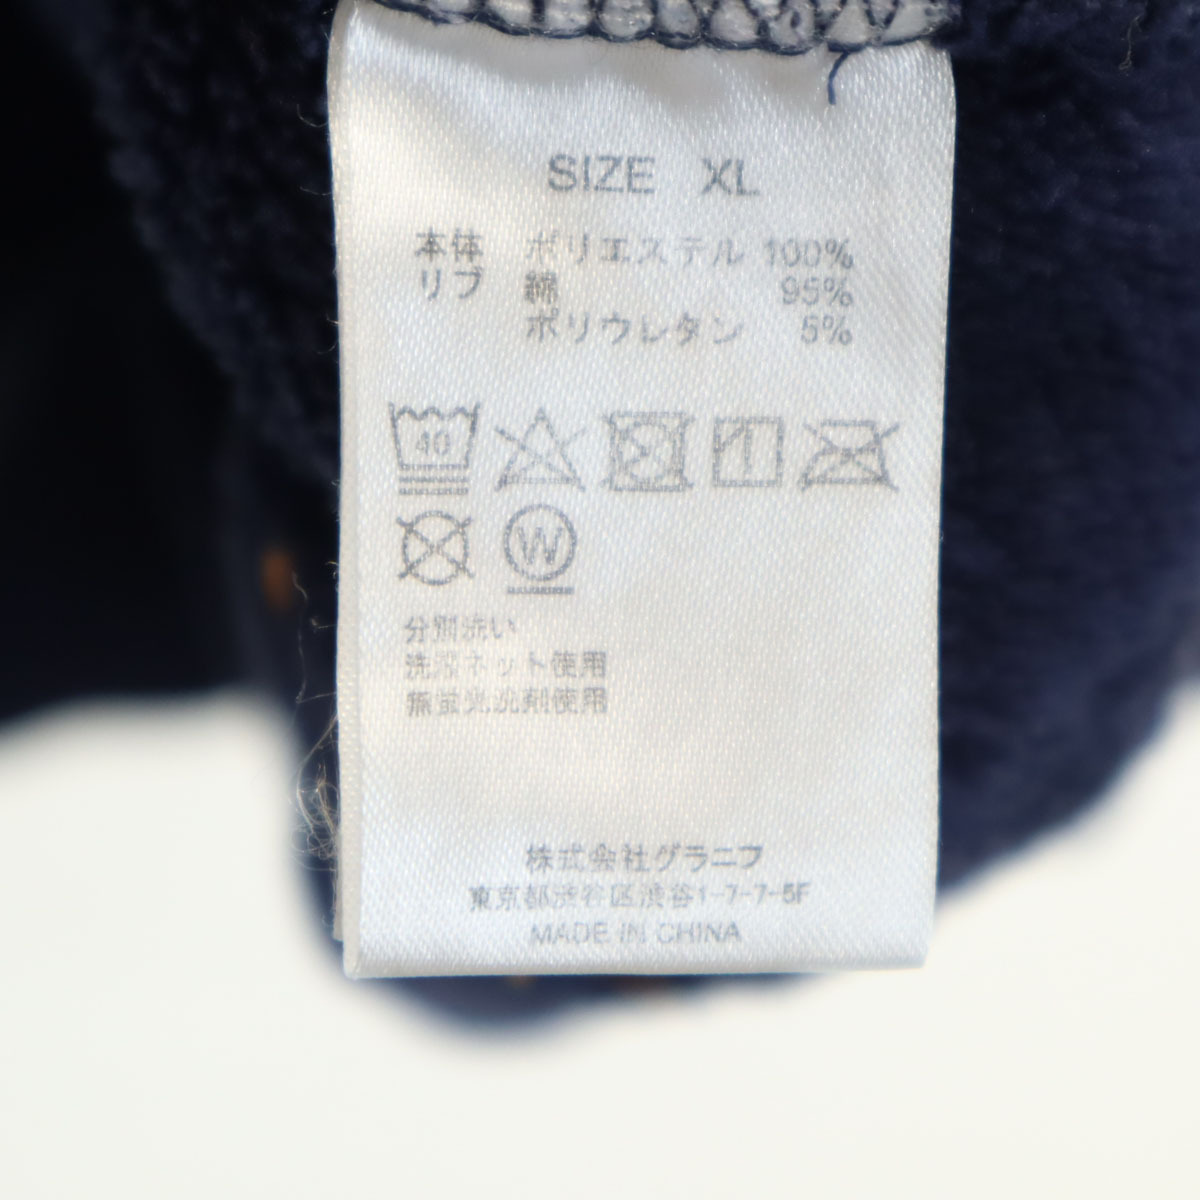 SIZE XL
本体 ポリエステル 100%
リブ 綿 95%
ポリウレタン 5%
40
W
分別洗い
洗濯ネット使用
無蛍光洗剤使用
株式会社グラニフ
東京都渋谷区渋谷1-7-7-5F
MADE IN CHINA